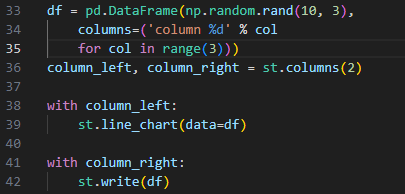 33 df = pd.DataFrame(np.random.rand(10, 3),
34     columns=('column %d' % col
35     for col in range(3)))
36 column_left, column_right = st.columns(2)
37
38 with column_left:
39     st.line_chart(data=df)
40
41 with column_right:
42     st.write(df)